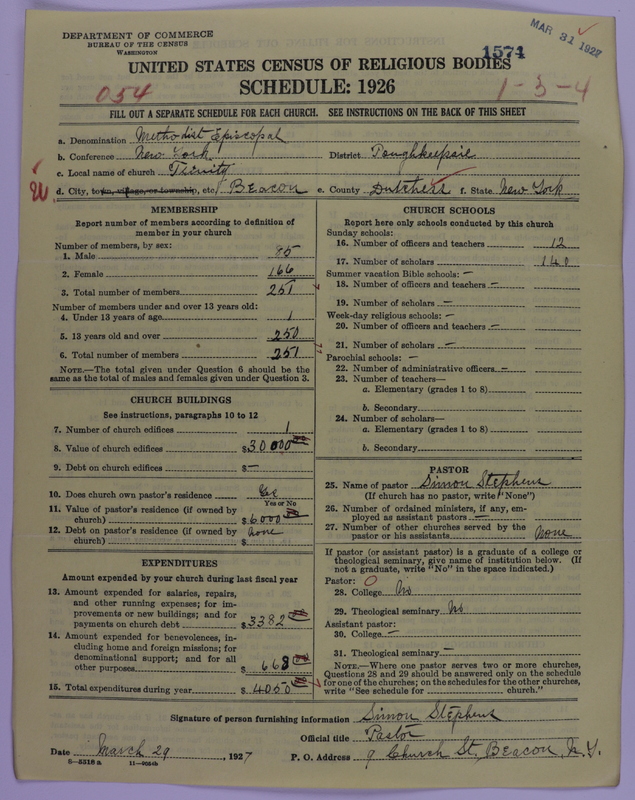 DEPARTMENT OF COMMERCE
BUREAU OF THE CENSUS
WASHINGTON
1574
MAR 31 1927
UNITED STATES CENSUS OF RELIGIOUS BODIES
SCHEDULE: 1926
054
1-3-4
FILL OUT A SEPARATE SCHEDULE FOR EACH CHURCH. SEE INSTRUCTIONS ON THE BACK OF THIS SHEET
a. Denomination Methodist Episcopal
b. Conference New York District Poughkeepsie
c. Local name of church Trinity
d. City, town, village, or township, etc. Beacon e. County Dutchess f. State New York
MEMBERSHIP
Report number of members according to definition of member in your church
Number of members, by sex:
1. Male 85
2. Female 166
3. Total number of members 251
Number of members under and over 13 years old:
4. Under 13 years of age 1
5. 13 years old and over 250
6. Total number of members 251
NOTE.—The total given under Question 6 should be the same as the total of males and females given under Question 3.
CHURCH BUILDINGS
See instructions, paragraphs 10 to 12
7. Number of church edifices 1
8. Value of church edifices $30000
9. Debt on church edifices $—
10. Does church own pastor's residence Yes
Yes or No
11. Value of pastor's residence (if owned by church) $6000
12. Debt on pastor's residence (if owned by church) $ none
EXPENDITURES
Amount expended by your church during last fiscal year
13. Amount expended for salaries, repairs, and other running expenses; for improvements or new buildings; and for payments on church debt $3382
14. Amount expended for benevolences, including home and foreign missions; for denominational support; and for all other purposes $668
15. Total expenditures during year $4050
CHURCH SCHOOLS
Report here only schools conducted by this church
Sunday schools:
16. Number of officers and teachers 12
17. Number of scholars 140
Summer vacation Bible schools: —
18. Number of officers and teachers —
19. Number of scholars —
Week-day religious schools: —
20. Number of officers and teachers —
21. Number of scholars —
Parochial schools: —
22. Number of administrative officers —
23. Number of teachers—
a. Elementary (grades 1 to 8)
b. Secondary
24. Number of scholars—
a. Elementary (grades 1 to 8)
b. Secondary
PASTOR
25. Name of pastor Simon Stephens
(If church has no pastor, write "None")
26. Number of ordained ministers, if any, employed as assistant pastors —
27. Number of other churches served by the pastor or his assistants none
If pastor (or assistant pastor) is a graduate of a college or theological seminary, give name of institution below. (If not a graduate, write "No" in the space indicated.)
Pastor: 0
28. College No
29. Theological seminary No
Assistant pastor:
30. College —
31. Theological seminary —
NOTE.—Where one pastor serves two or more churches, Questions 28 and 29 should be answered only on the schedule for one of the churches; on the schedules for the other churches, write "See schedule for church."
Signature of person furnishing information Simon Stephens
Official title Pastor
Date March 29, 1927 P. O. Address 9 Church St., Beacon, N. Y.